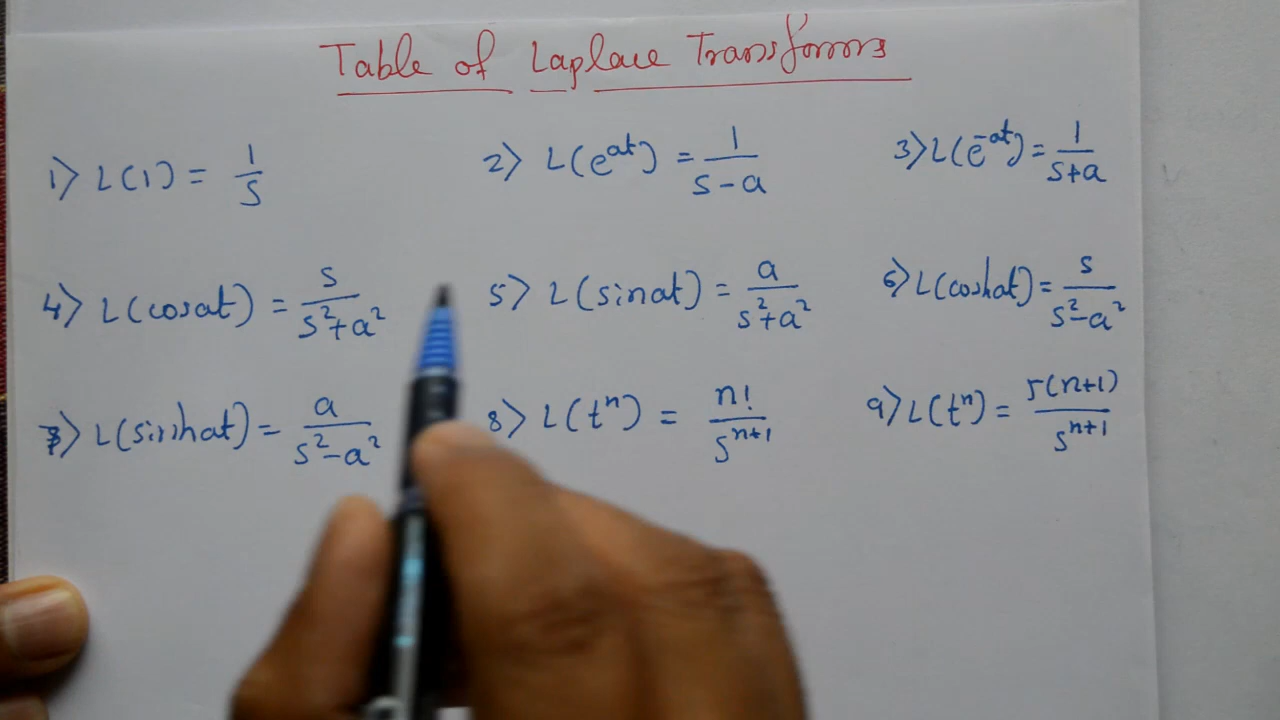 Table of Laplace Transforms
1) L(1) = 1/s
2) L(e^at) = 1/(s-a)
3) L(e^-at) = 1/(s+a)
4) L(cosat) = s/(s²+a²)
5) L(sinat) = a/(s²+a²)
6) L(coshat) = s/(s²-a²)
7) L(sinhat) = a/(s²-a²)
8) L(t^n) = n!/s^(n+1)
9) L(t^n) = Γ(n+1)/s^(n+1)